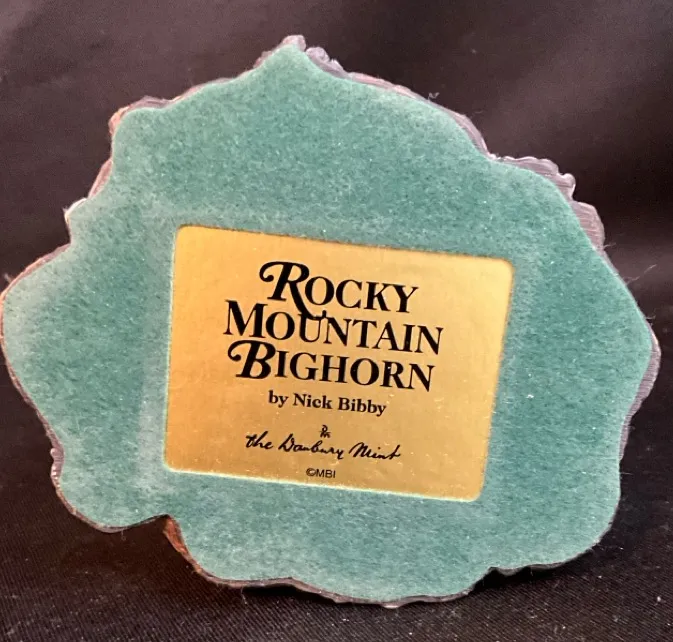 ROCKY
MOUNTAIN
BIGHORN
by Nick Bibby
The Danbury Mint
©MBI